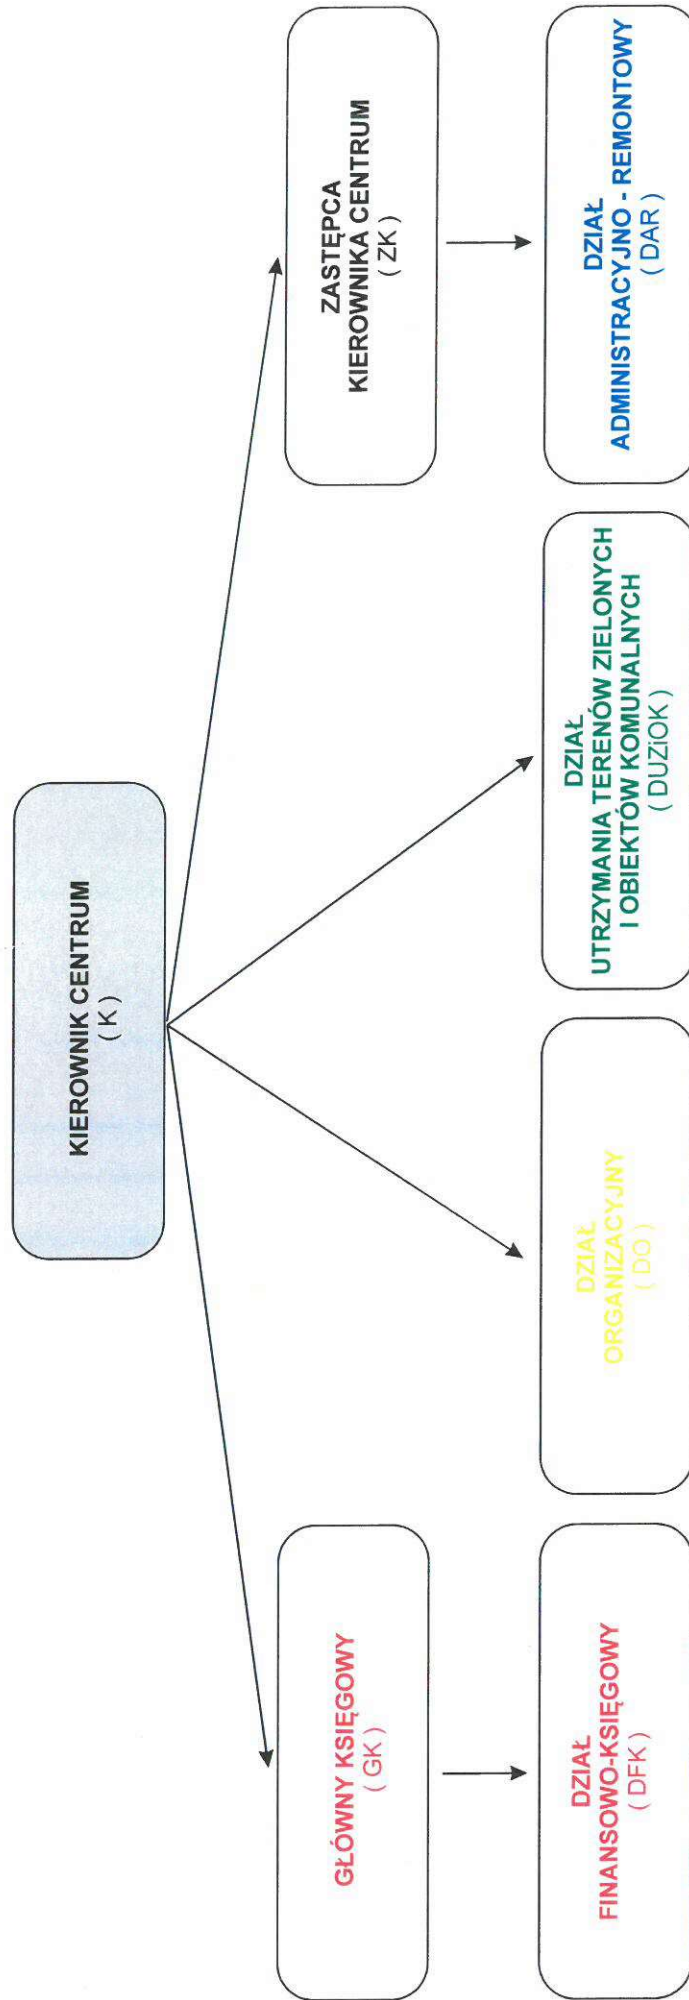 KIEROWNIK CENTRUM
( K )
GŁÓWNY KSIĘGOWY
( GK )
ZASTĘPCA
KIEROWNIKA CENTRUM
( ZK )
DZIAŁ
FINANSOWO-KSIĘGOWY
( DFK )
DZIAŁ
ORGANIZACYJNY
( DO )
DZIAŁ
UTRZYMANIA TERENÓW ZIELONYCH
I OBIEKTÓW KOMUNALNYCH
( DUZiOK )
DZIAŁ
ADMINISTRACYJNO - REMONTOWY
( DAR )